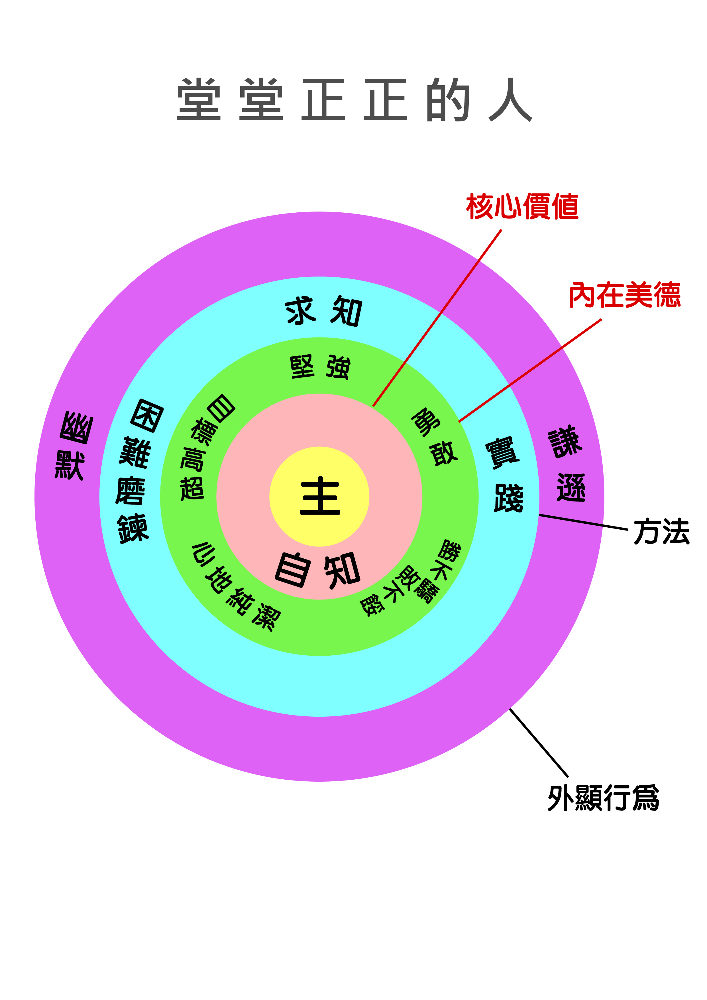 堂堂正正的人
核心價值
內在美德
求知
堅強
目標高超
勇敢
困難磨鍊
幽默
實踐
謙遜
主
自知
心地純潔
勝不驕
敗不餒
方法
外顯行為